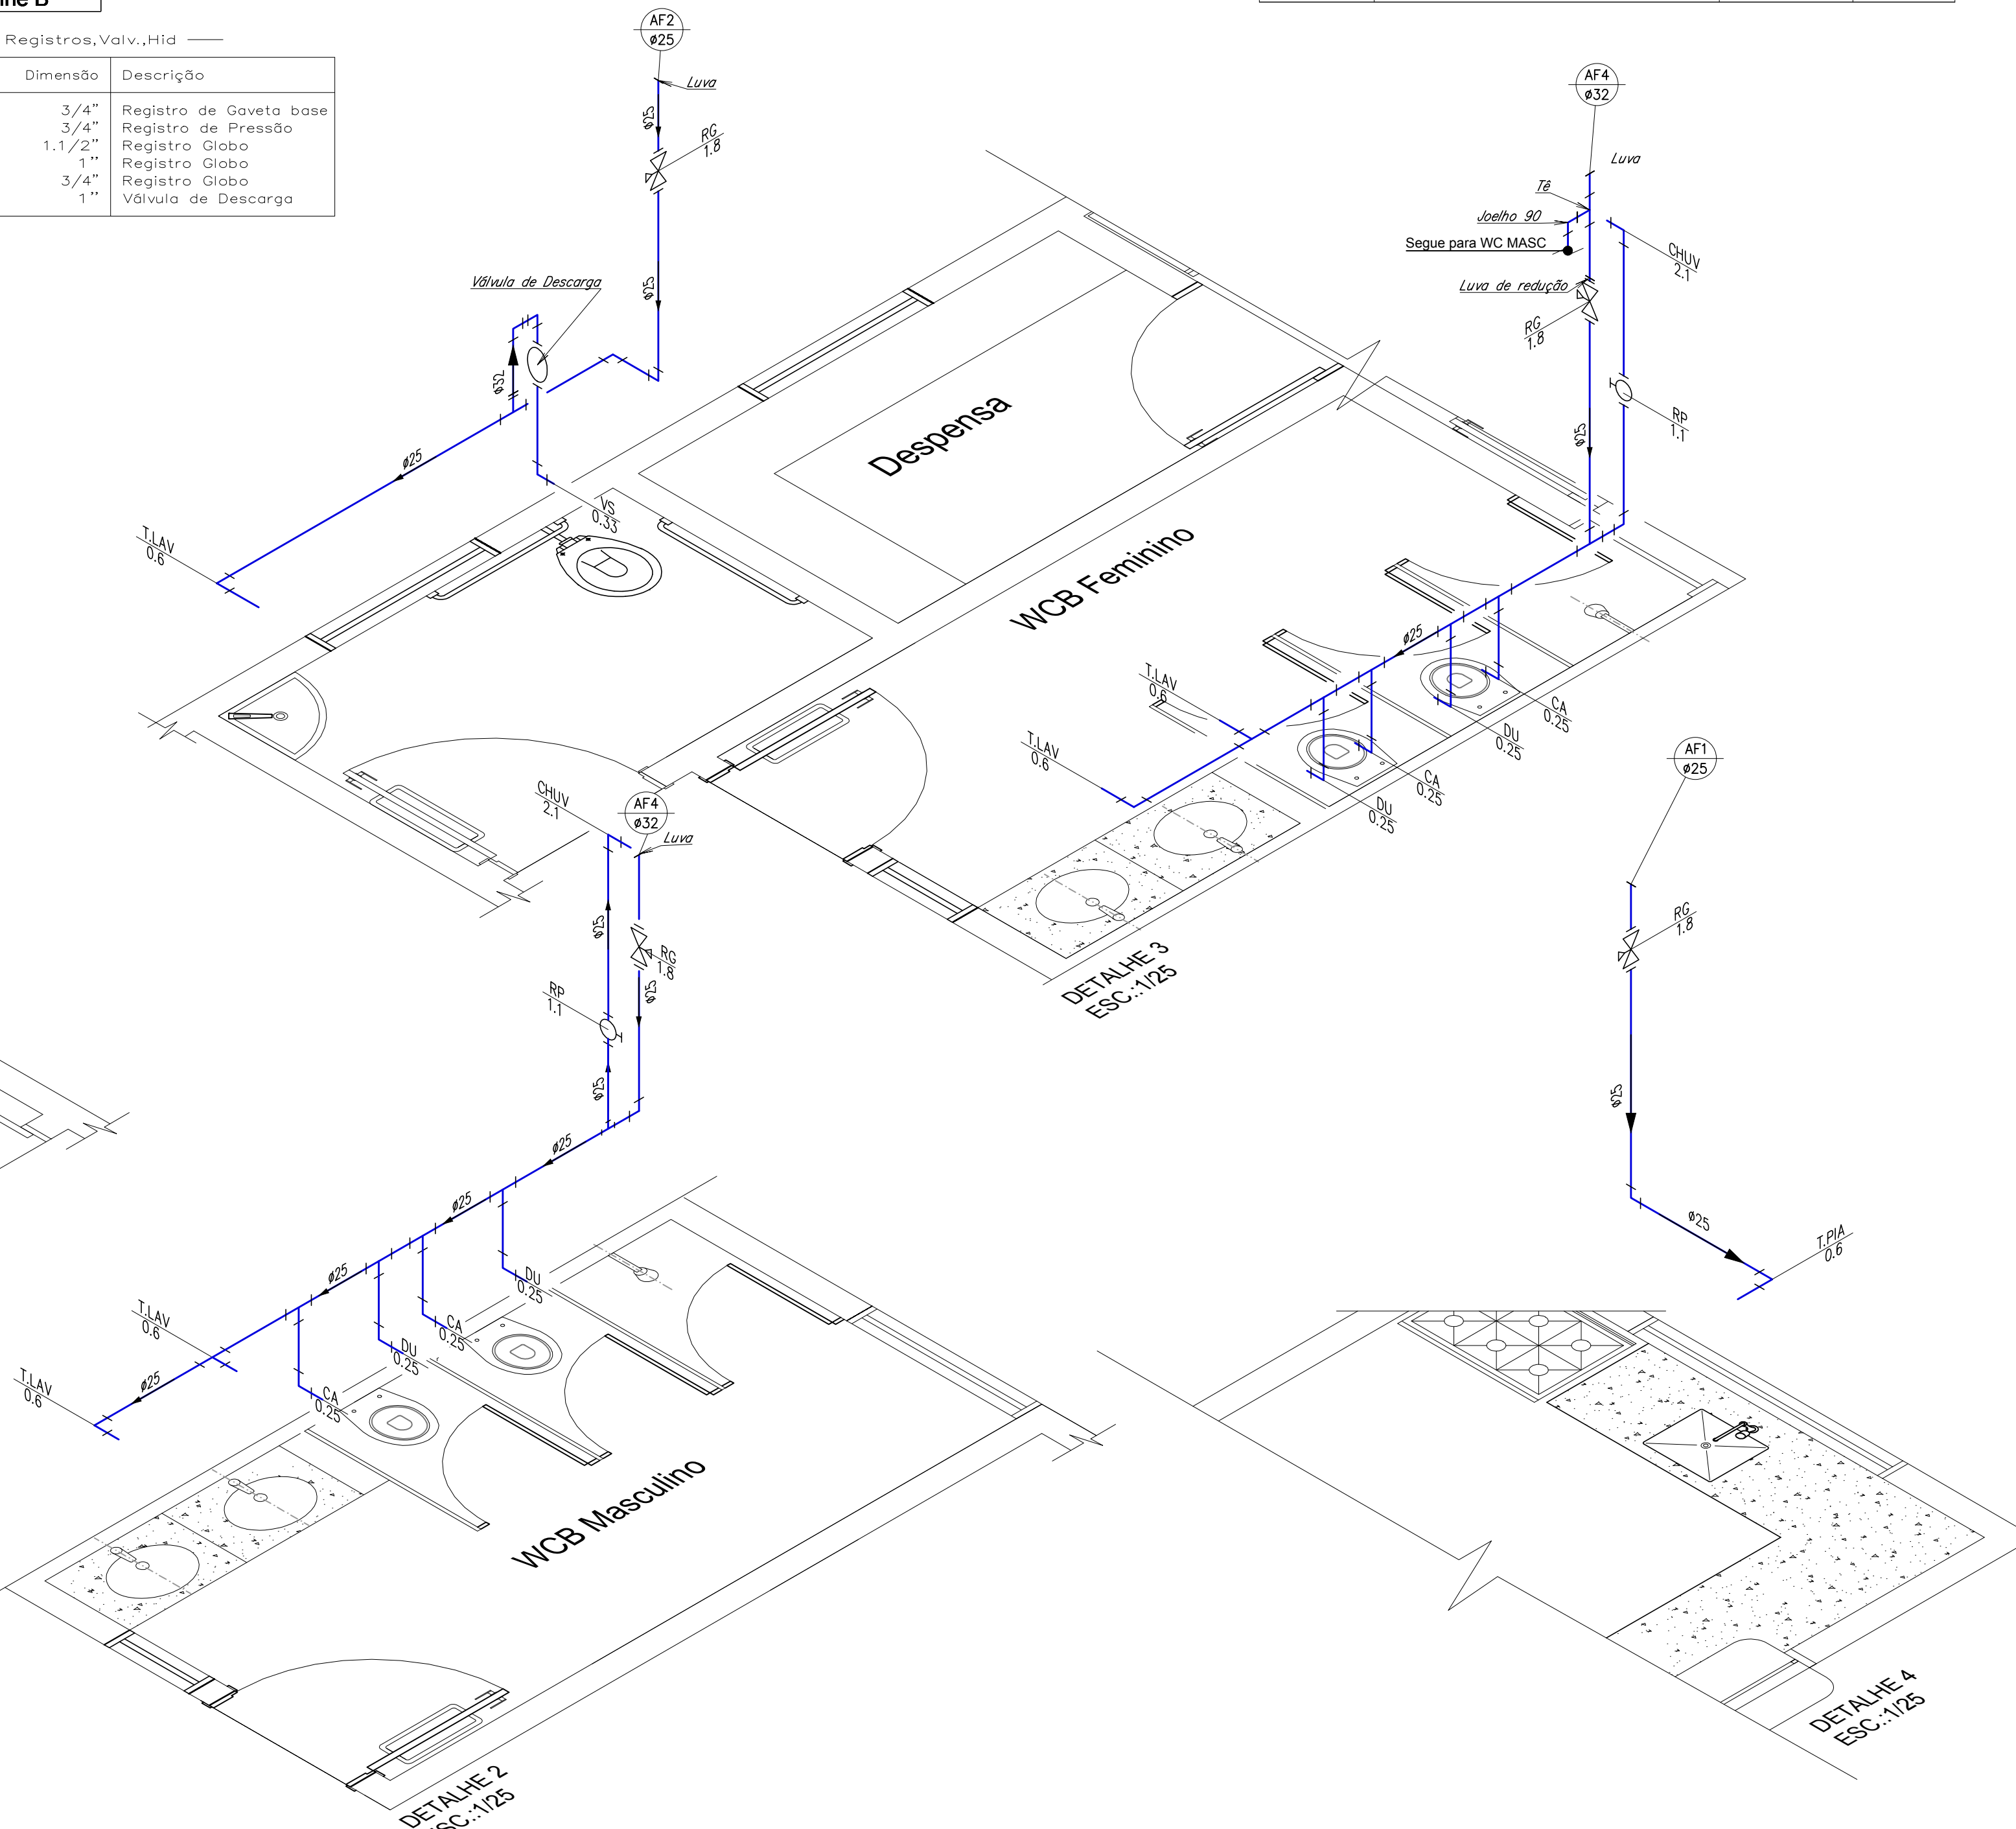 Registros,Valv.,Hid
Dimensão Descrição
3/4" Registro de Gaveta base
3/4" Registro de Pressão
1.1/2" Registro Globo
1" Registro Globo
3/4" Registro Globo
1" Válvula de Descarga
AF2
ø25
Luva
ø25
RG
1.8
ø25
Válvula de Descarga
ø32
ø25
VS
0.33
T.LAV
0.6
AF4
ø32
Luva
Tê
Joelho 90
Segue para WC MASC
Luva de redução
RG
1.8
CHUV
2.1
RP
1.1
ø25
Despensa
WCB Feminino
ø25
T.LAV
0.6
T.LAV
0.6
CA
0.25
DU
0.25
CA
0.25
DU
0.25
DETALHE 3
ESC.:1/25
CHUV
2.1
AF4
ø32
Luva
ø25
RG
1.8
ø25
RP
1.1
ø25
ø25
ø25
ø25
ø25
DU
0.25
CA
0.25
DU
0.25
CA
0.25
T.LAV
0.6
T.LAV
0.6
WCB Masculino
DETALHE 2
SC.:1/25
AF1
ø25
RG
1.8
ø25
ø25
T.PIA
0.6
DETALHE 4
ESC.:1/25